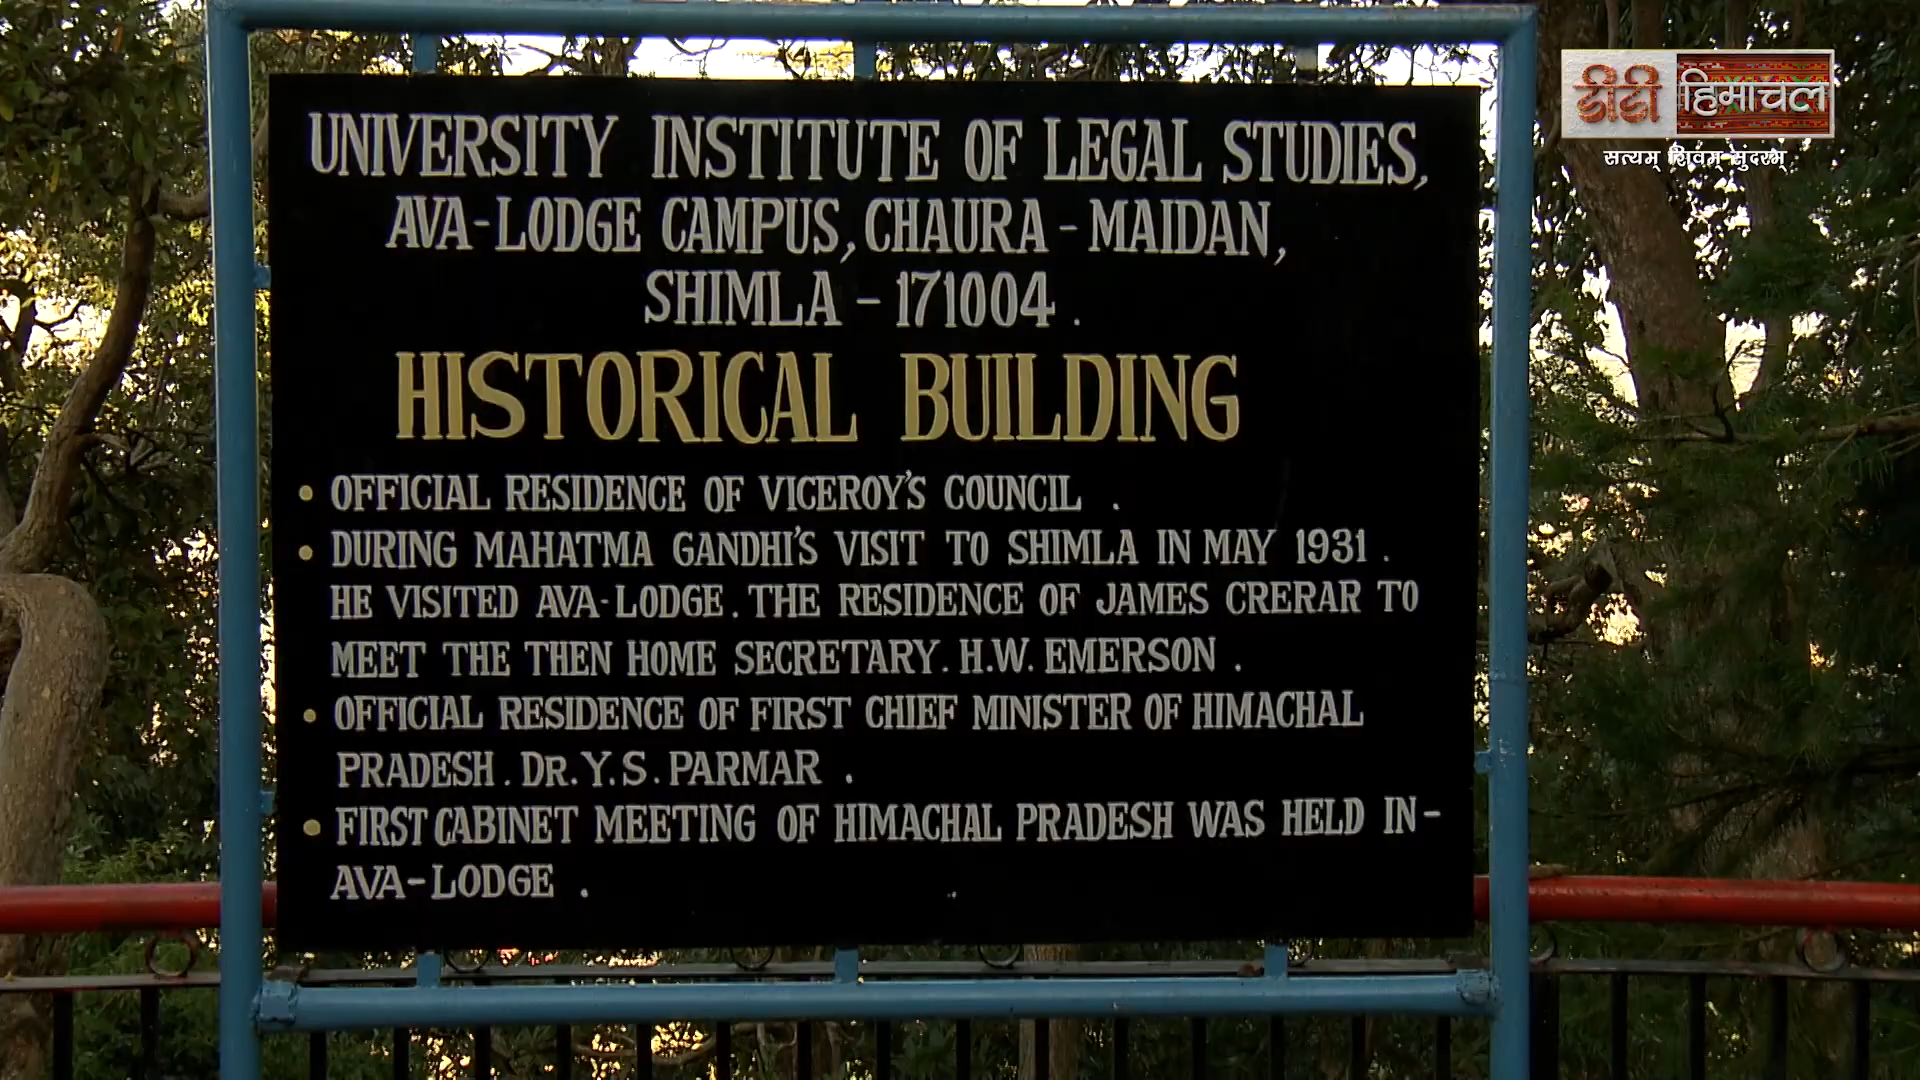 UNIVERSITY INSTITUTE OF LEGAL STUDIES,
AVA-LODGE CAMPUS, CHAURA - MAIDAN,
SHIMLA - 171004 .
HISTORICAL BUILDING
• OFFICIAL RESIDENCE OF VICEROY'S COUNCIL .
• DURING MAHATMA GANDHI'S VISIT TO SHIMLA IN MAY 1931 .
HE VISITED AVA-LODGE . THE RESIDENCE OF JAMES CRERAR TO
MEET THE THEN HOME SECRETARY. H.W. EMERSON .
• OFFICIAL RESIDENCE OF FIRST CHIEF MINISTER OF HIMACHAL
PRADESH . DR. Y. S. PARMAR .
• FIRST CABINET MEETING OF HIMACHAL PRADESH WAS HELD IN-
AVA-LODGE .
डीडी हिमाचल
सत्यम् शिवम् सुंदरम्